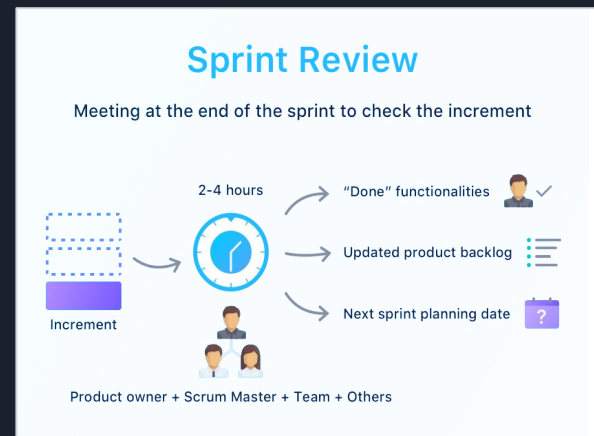 Sprint Review
Meeting at the end of the sprint to check the increment
2-4 hours
“Done” functionalities
Updated product backlog
Next sprint planning date
?
Increment
Product owner + Scrum Master + Team + Others